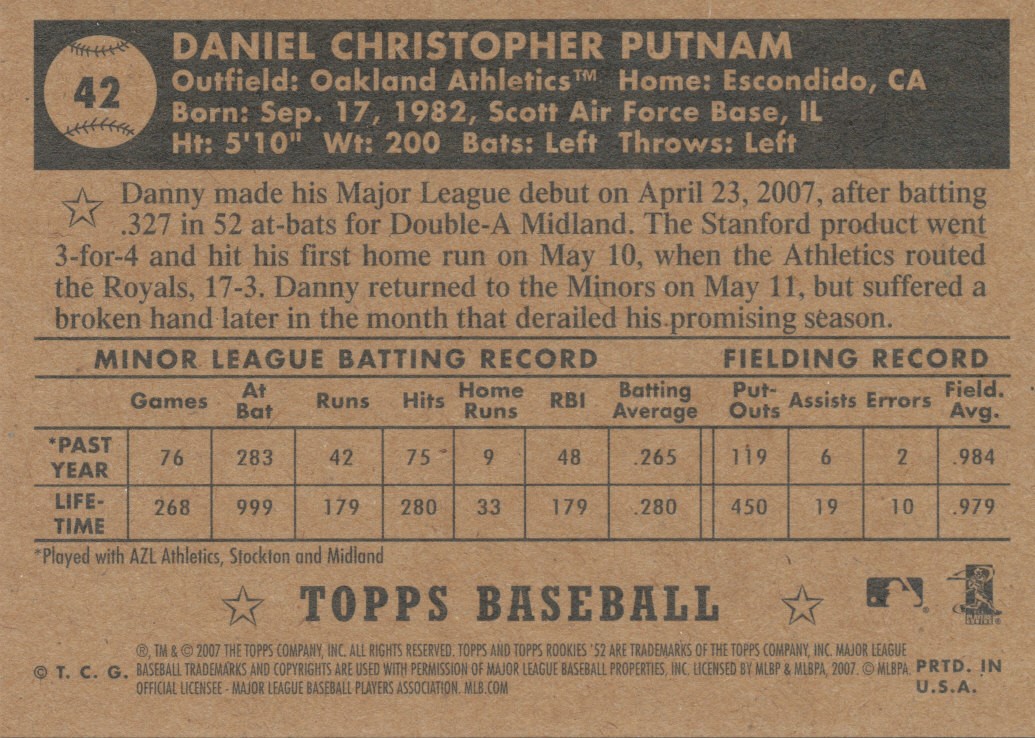 42
DANIEL CHRISTOPHER PUTNAM
Outfield: Oakland Athletics™ Home: Escondido, CA
Born: Sep. 17, 1982, Scott Air Force Base, IL
Ht: 5'10" Wt: 200 Bats: Left Throws: Left
Danny made his Major League debut on April 23, 2007, after batting
.327 in 52 at-bats for Double-A Midland. The Stanford product went
3-for-4 and hit his first home run on May 10, when the Athletics routed
the Royals, 17-3. Danny returned to the Minors on May 11, but suffered a
broken hand later in the month that derailed his promising season.
MINOR LEAGUE BATTING RECORD FIELDING RECORD
Games At Bat Runs Hits Home Runs RBI Batting Average Put-Outs Assists Errors Field. Avg.
*PAST YEAR 76 283 42 75 9 48 .265 119 6 2 .984
LIFE-TIME 268 999 179 280 33 179 .280 450 19 10 .979
*Played with AZL Athletics, Stockton and Midland
TOPPS BASEBALL
®, TM & © 2007 THE TOPPS COMPANY, INC. ALL RIGHTS RESERVED. TOPPS AND TOPPS ROOKIES '52 ARE TRADEMARKS OF THE TOPPS COMPANY, INC. MAJOR LEAGUE
© T. C. G. BASEBALL TRADEMARKS AND COPYRIGHTS ARE USED WITH PERMISSION OF MAJOR LEAGUE BASEBALL PROPERTIES, INC. LICENSED BY MLBP & MLBPA, 2007. © MLBPA. PRTD. IN
OFFICIAL LICENSEE - MAJOR LEAGUE BASEBALL PLAYERS ASSOCIATION. MLB.COM U.S.A.